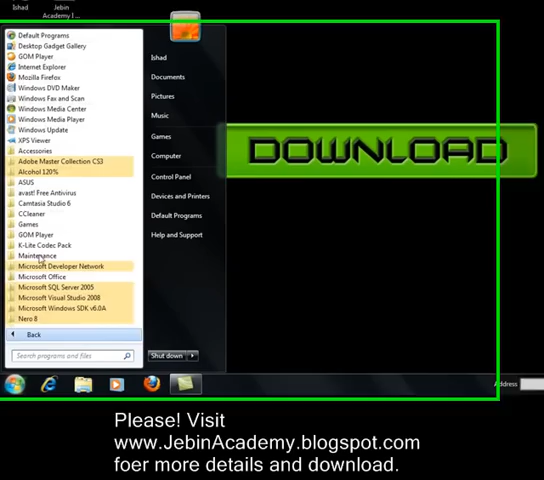 Ishad
Jebin
Academy I ...
Default Programs
Desktop Gadget Gallery
GOM Player
Internet Explorer
Mozilla Firefox
Windows DVD Maker
Windows Fax and Scan
Windows Media Center
Windows Media Player
Windows Update
XPS Viewer
Accessories
Adobe Master Collection CS3
Alcohol 120%
ASUS
avast! Free Antivirus
Camtasia Studio 6
CCleaner
Games
GOM Player
K-Lite Codec Pack
Maintenance
Microsoft Developer Network
Microsoft Office
Microsoft SQL Server 2005
Microsoft Visual Studio 2008
Microsoft Windows SDK v6.0A
Nero 8
Back
Search programs and files
Ishad
Documents
Pictures
Music
Games
Computer
Control Panel
Devices and Printers
Default Programs
Help and Support
Shut down
DOWNLOAD
Address
Please! Visit
www.JebinAcademy.blogspot.com
foer more details and download.